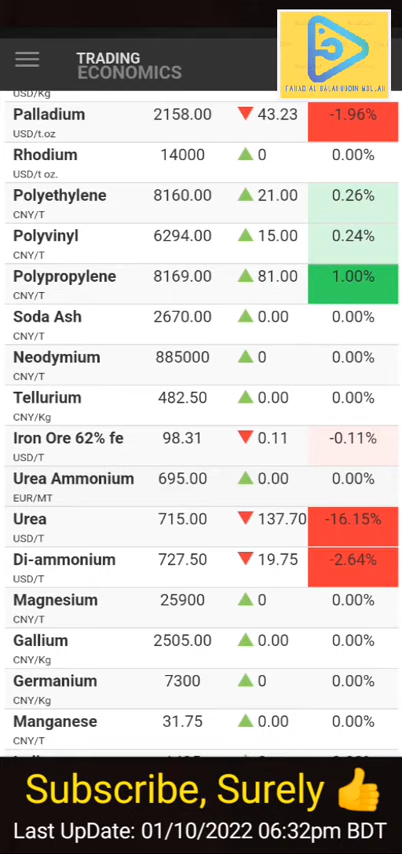 TRADING
ECONOMICS
FAHAD AL SALAHUDDIN MOLLAH
USD/Kg
Palladium 2158.00 43.23 -1.96%
USD/t.oz
Rhodium 14000 0 0.00%
USD/t oz.
Polyethylene 8160.00 21.00 0.26%
CNY/T
Polyvinyl 6294.00 15.00 0.24%
CNY/T
Polypropylene 8169.00 81.00 1.00%
CNY/T
Soda Ash 2670.00 0.00 0.00%
CNY/T
Neodymium 885000 0 0.00%
CNY/T
Tellurium 482.50 0.00 0.00%
CNY/Kg
Iron Ore 62% fe 98.31 0.11 -0.11%
USD/T
Urea Ammonium 695.00 0.00 0.00%
EUR/MT
Urea 715.00 137.70 -16.15%
USD/T
Di-ammonium 727.50 19.75 -2.64%
USD/T
Magnesium 25900 0 0.00%
CNY/T
Gallium 2505.00 0.00 0.00%
CNY/Kg
Germanium 7300 0 0.00%
CNY/Kg
Manganese 31.75 0.00 0.00%
CNY/T
Subscribe, Surely 👍
Last UpDate: 01/10/2022 06:32pm BDT